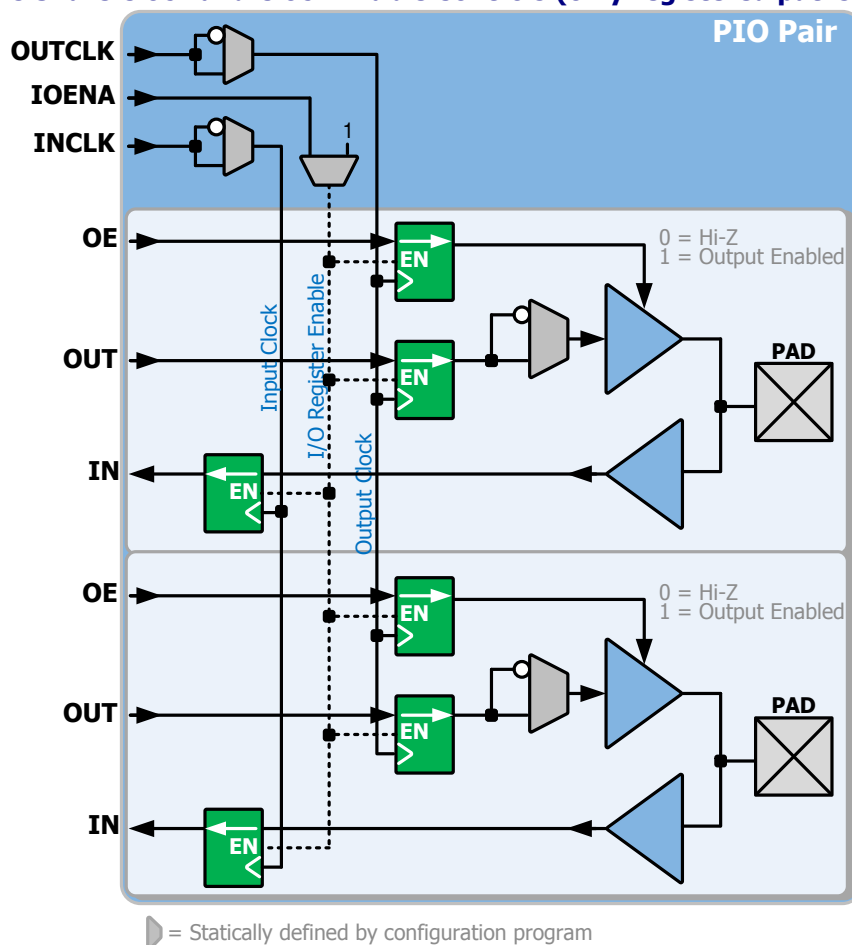 PIO Pair
OUTCLK
IOENA
INCLK
1
OE
EN
0 = Hi-Z
1 = Output Enabled
OUT
EN
PAD
Input Clock
I/O Register Enable
Output Clock
IN
EN
OE
EN
0 = Hi-Z
1 = Output Enabled
OUT
EN
PAD
IN
EN
= Statically defined by configuration program